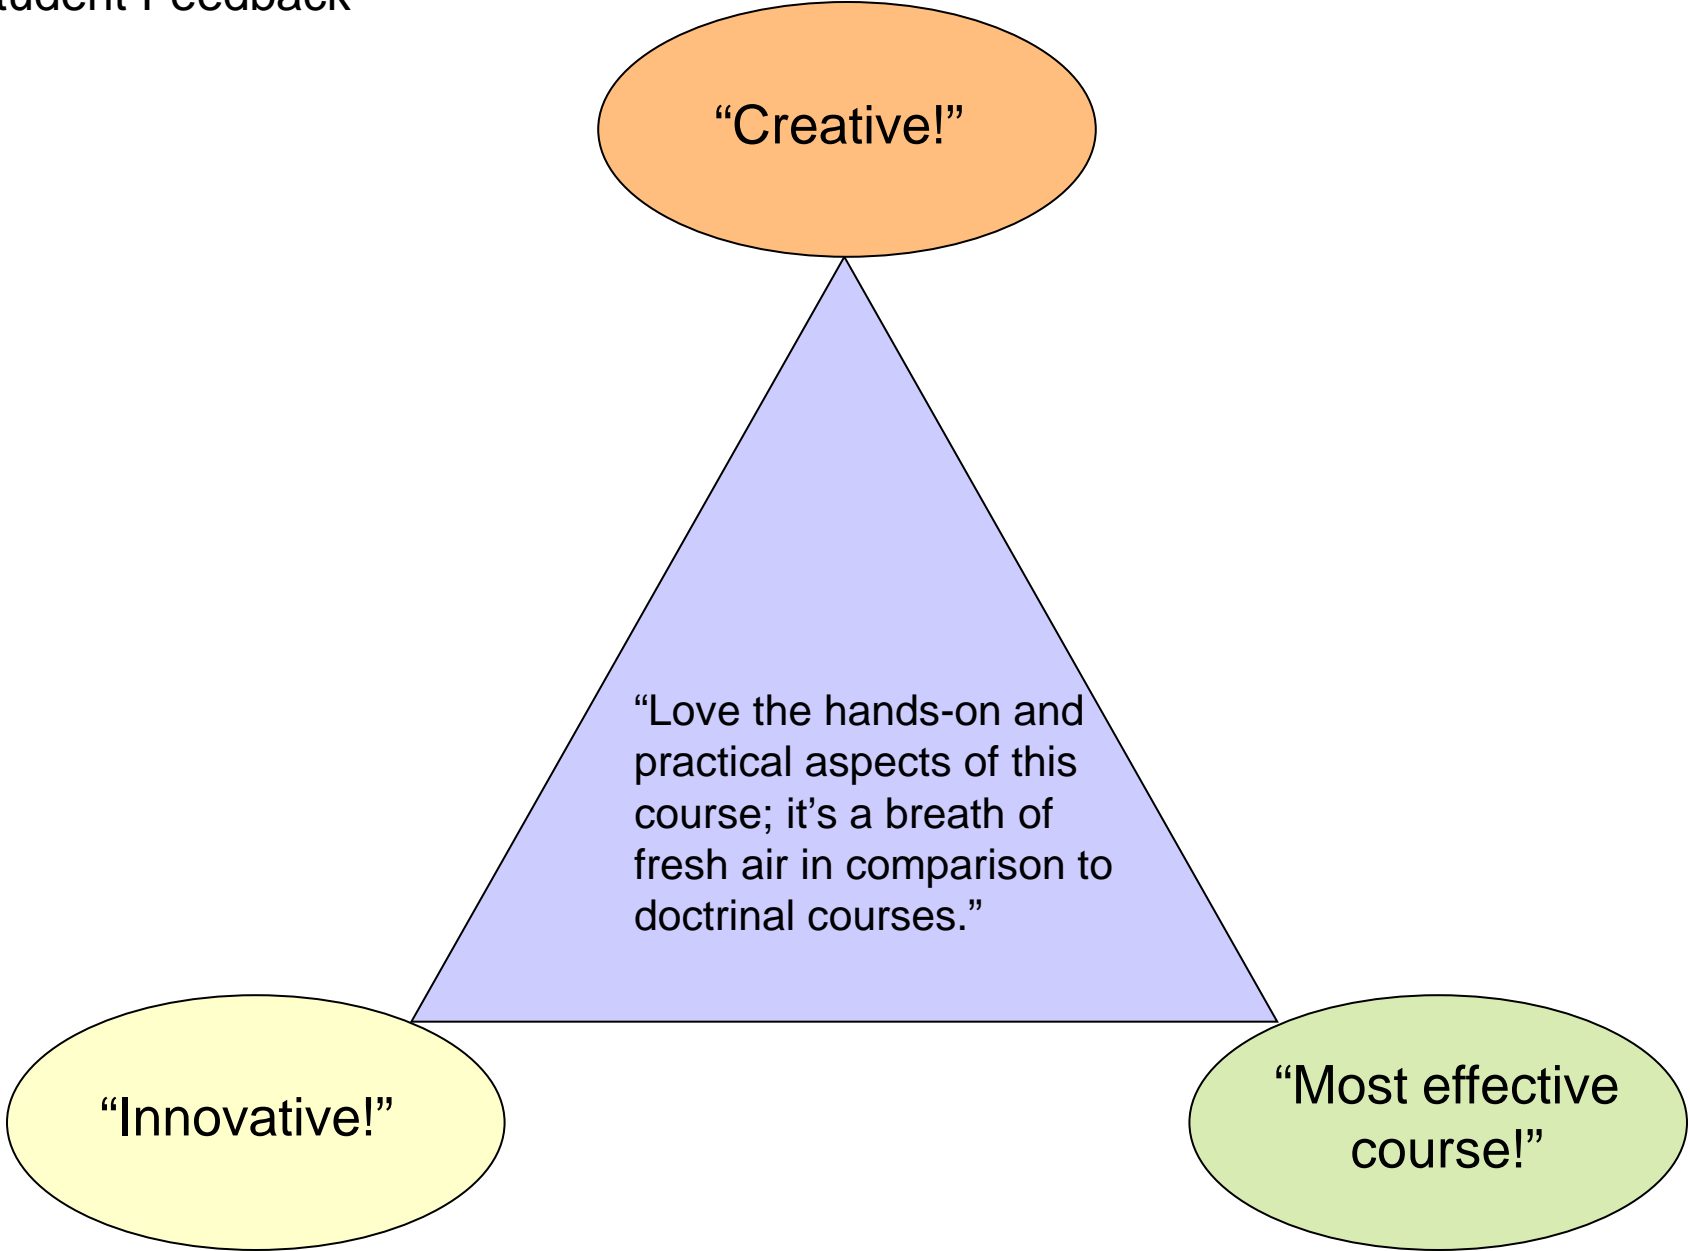 Feedback
“Creative!”
“Love the hands-on and
practical aspects of this
course; it’s a breath of
fresh air in comparison to
doctrinal courses.”
“Innovative!”
“Most effective
course!”